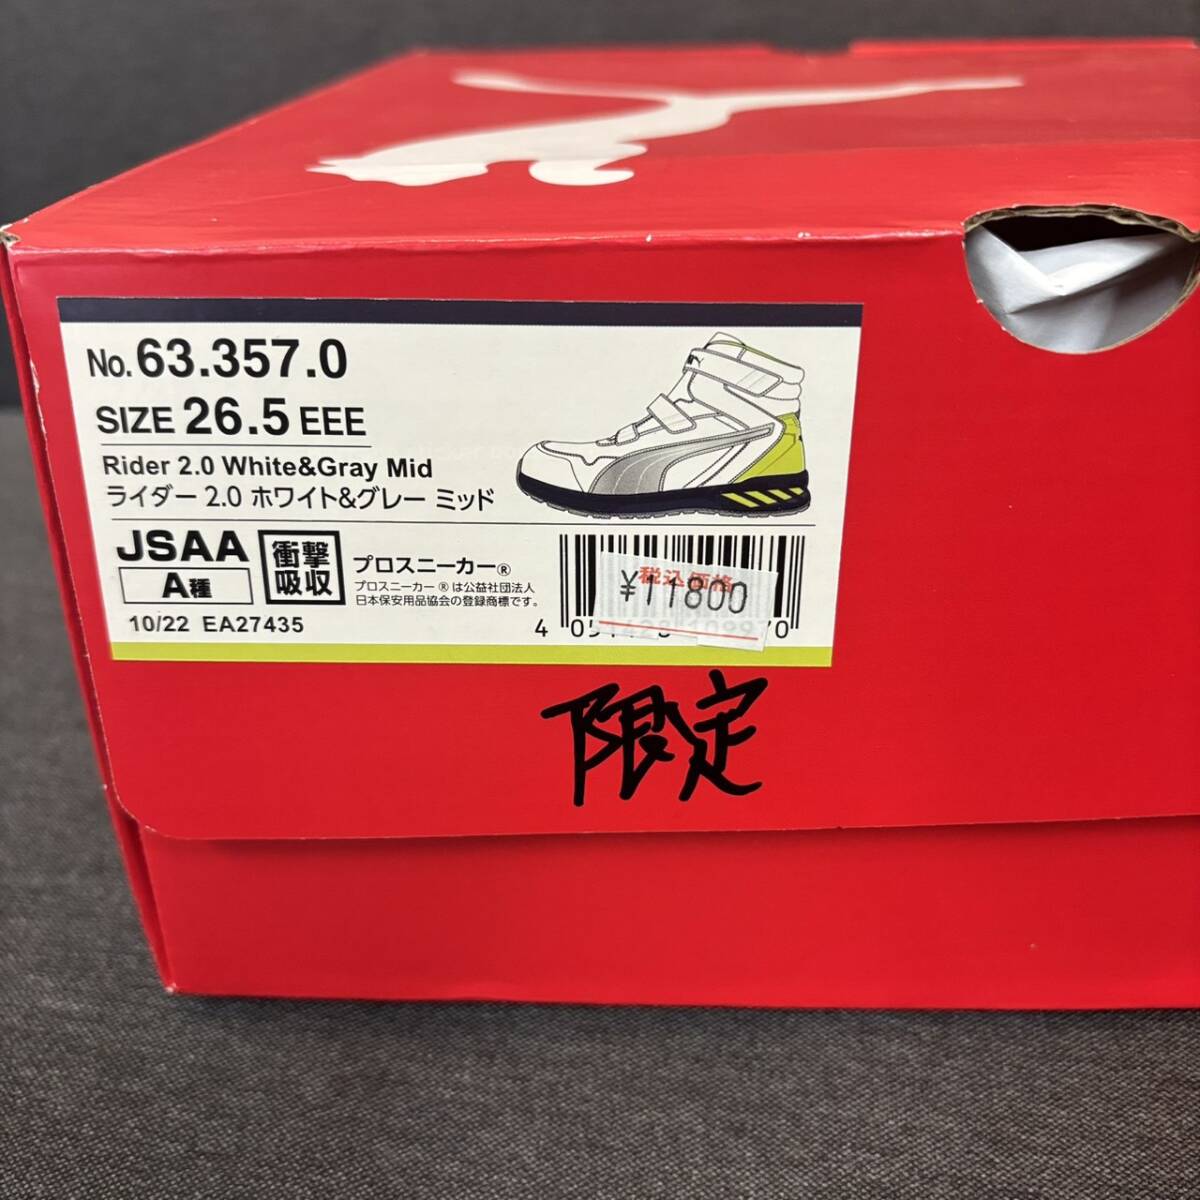 No. 63.357.0
SIZE 26.5 EEE
Rider 2.0 White&Gray Mid
ライダー 2.0 ホワイト&グレー ミッド
JSAA
A種
衝撃
吸収
プロスニーカー®
プロスニーカー®は公益社団法人
日本保安用品協会の登録商標です。
10/22 EA27435
税込価格
¥11800
限定